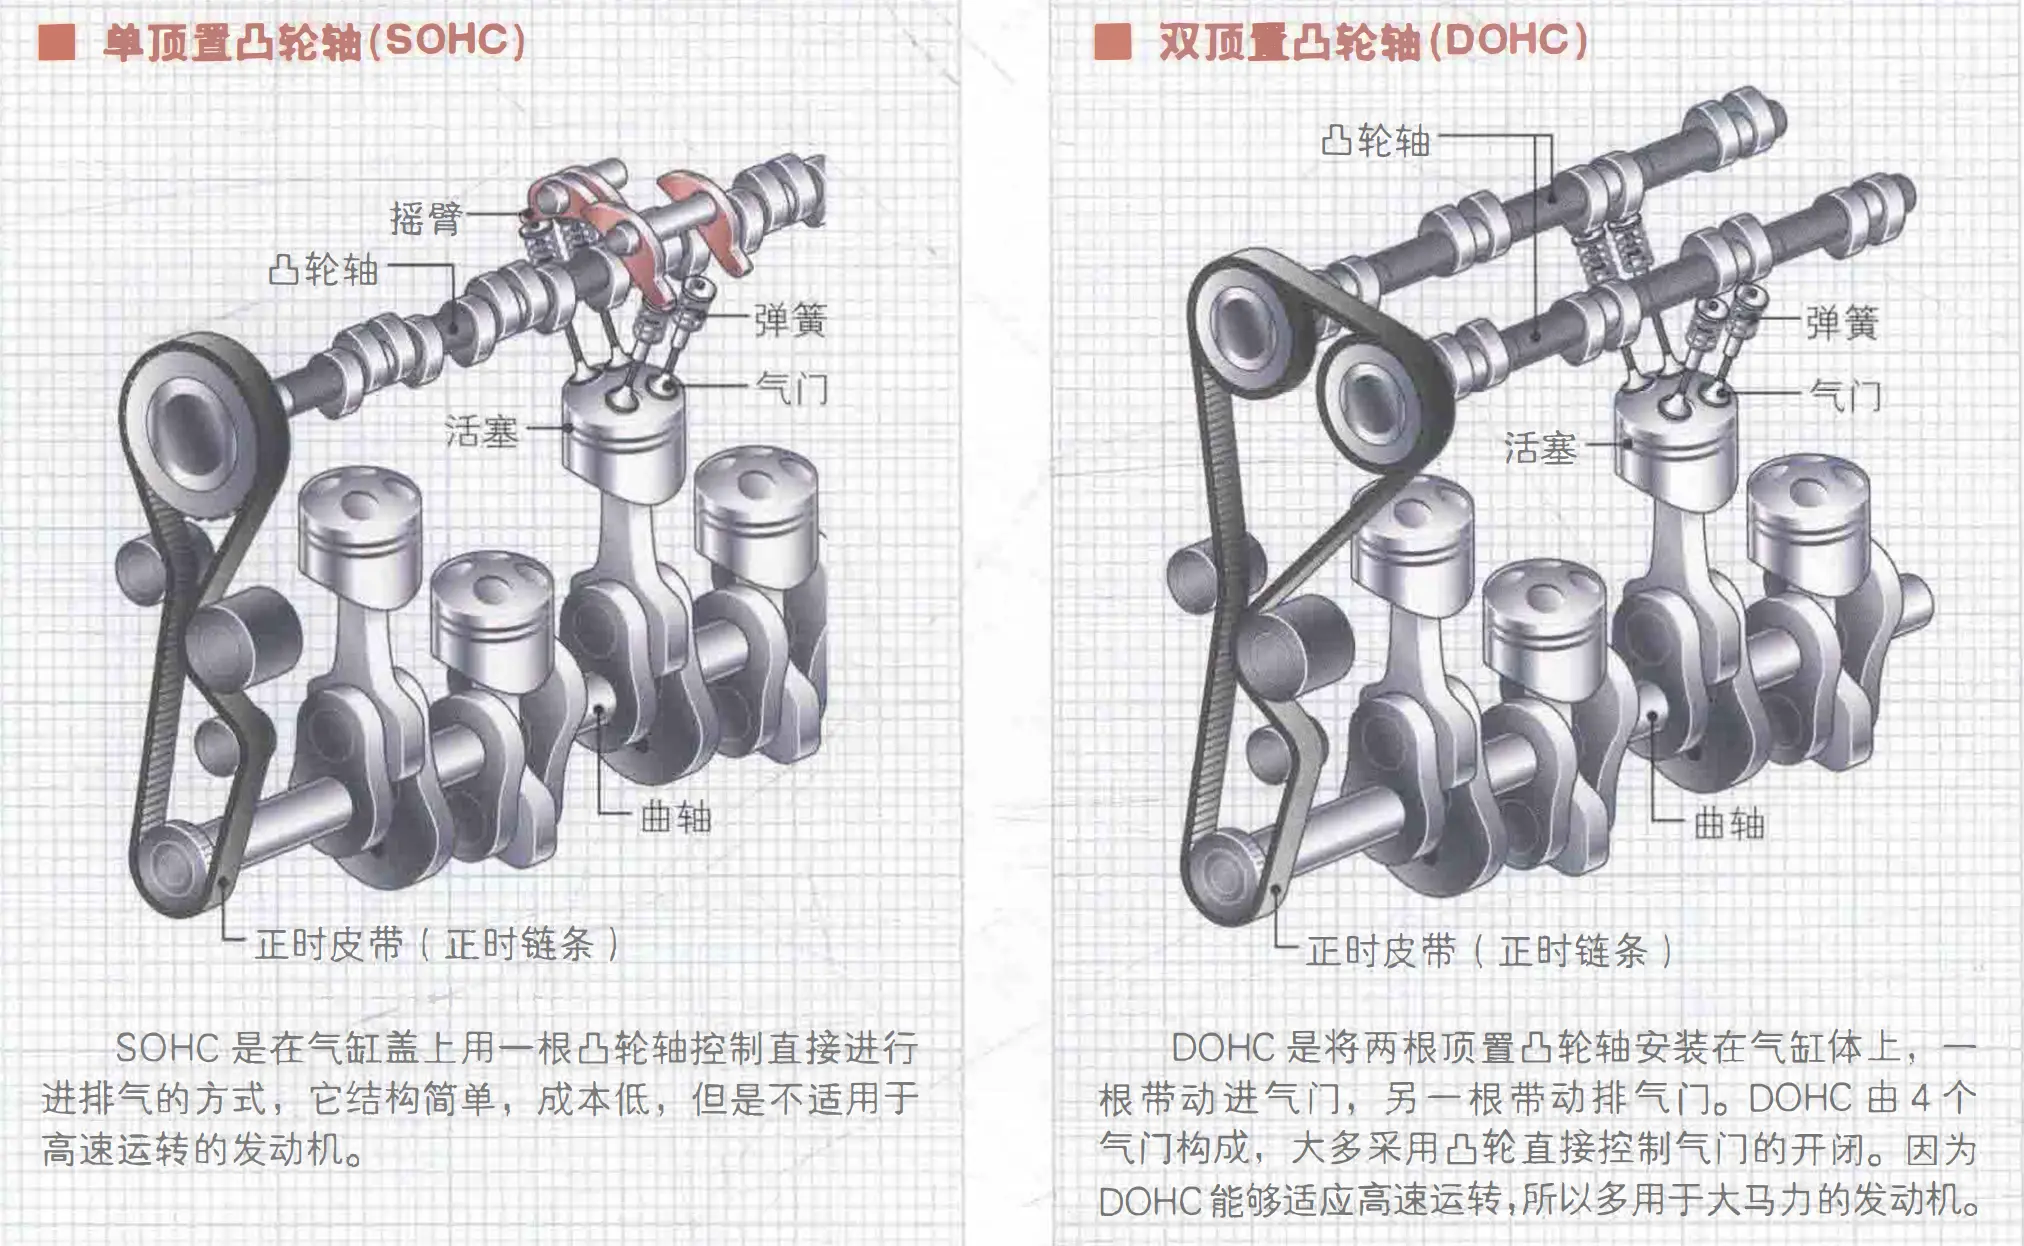 单顶置凸轮轴(SOHC)
摇臂
凸轮轴
弹簧
气门
活塞
曲轴
正时皮带（正时链条）
SOHC 是在气缸盖上用一根凸轮轴控制直接进行
进排气的方式，它结构简单，成本低，但是不适用于
高速运转的发动机。
双顶置凸轮轴(DOHC)
凸轮轴
弹簧
气门
活塞
曲轴
正时皮带（正时链条）
DOHC 是将两根顶置凸轮轴安装在气缸体上，一
根带动进气门，另一根带动排气门。DOHC 由 4 个
气门构成，大多采用凸轮直接控制气门的开闭。因为
DOHC 能够适应高速运转，所以多用于大马力的发动机。